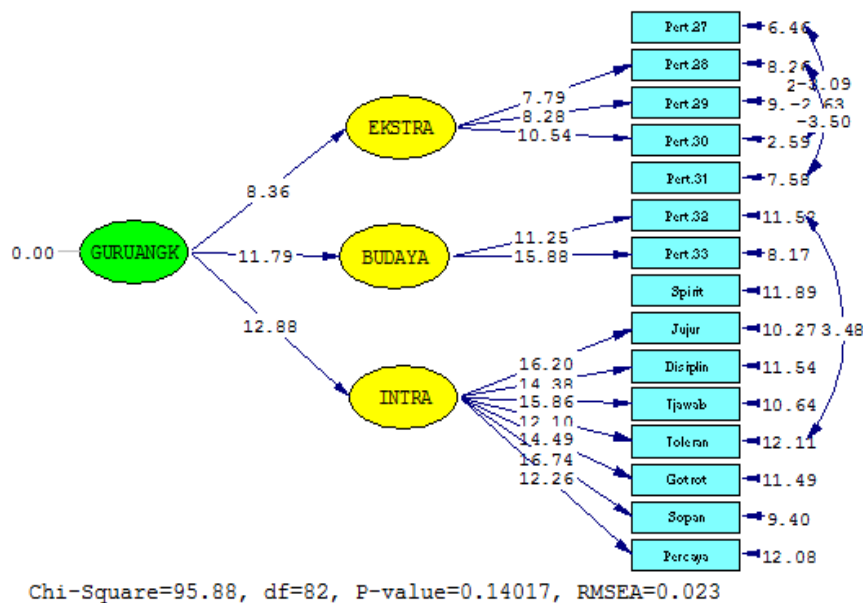 Pert.27 6.46
Pert.28 8.26
-3.09
7.79
Pert.29
-2.63
EKSTRA
8.28
-3.50
10.54
Pert.30 2.59
Pert.31 7.58
8.36
Pert.32 11.52
0.00 GURUANGK 11.79 BUDAYA
11.25
15.88
Pert.33 8.17
Spirit 11.89
12.88
Jujur 10.27 3.48
16.20
14.38
Disiplin 11.54
INTRA
15.86
Tjawab 10.64
12.10
14.49
Toleran 12.11
16.74
12.26
Gotrot 11.49
Sopan 9.40
Percaya 12.08
Chi-Square=95.88, df=82, P-value=0.14017, RMSEA=0.023